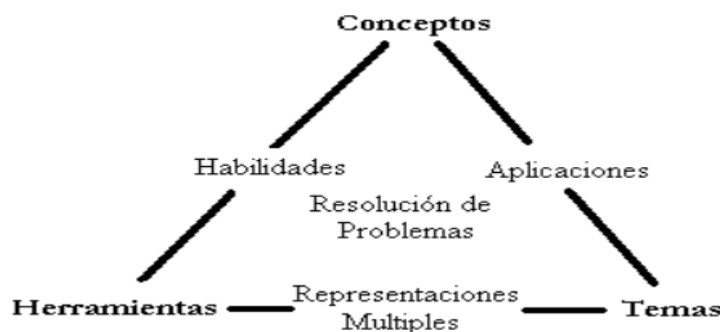 Conceptos
Habilidades
Aplicaciones
Resolución de
Problemas
Herramientas
Representaciones
Multiples
Temas